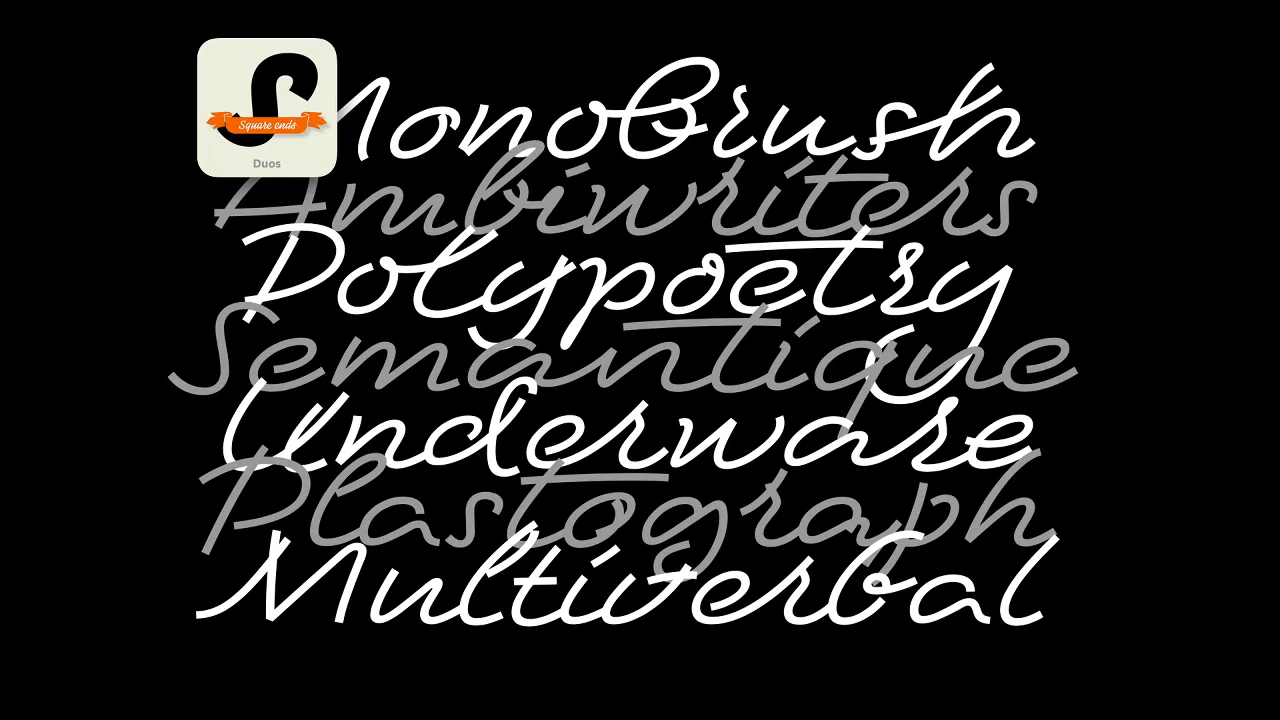 Square ends
Duos
Monobrush
Ambiwriters
Polypoetry
Semantique
Underware
Plastograph
Multiverbal